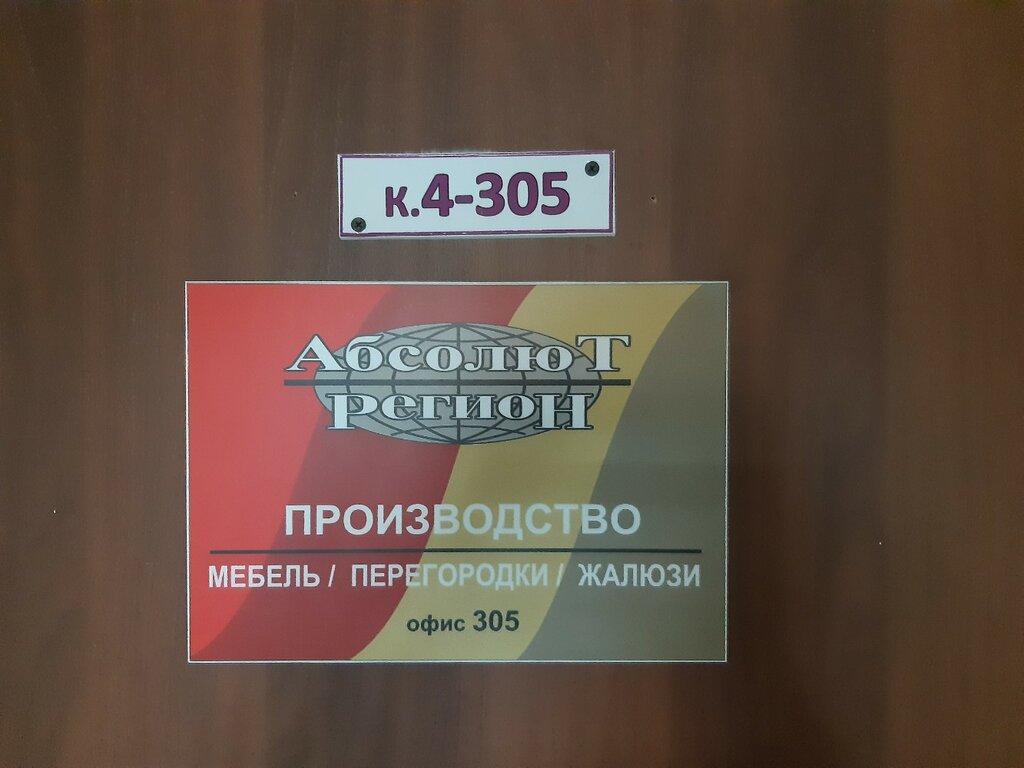 к.4-305
Абсолют
Регион
ПРОИЗВОДСТВО
МЕБЕЛЬ / ПЕРЕГОРОДКИ / ЖАЛЮЗИ
офис 305